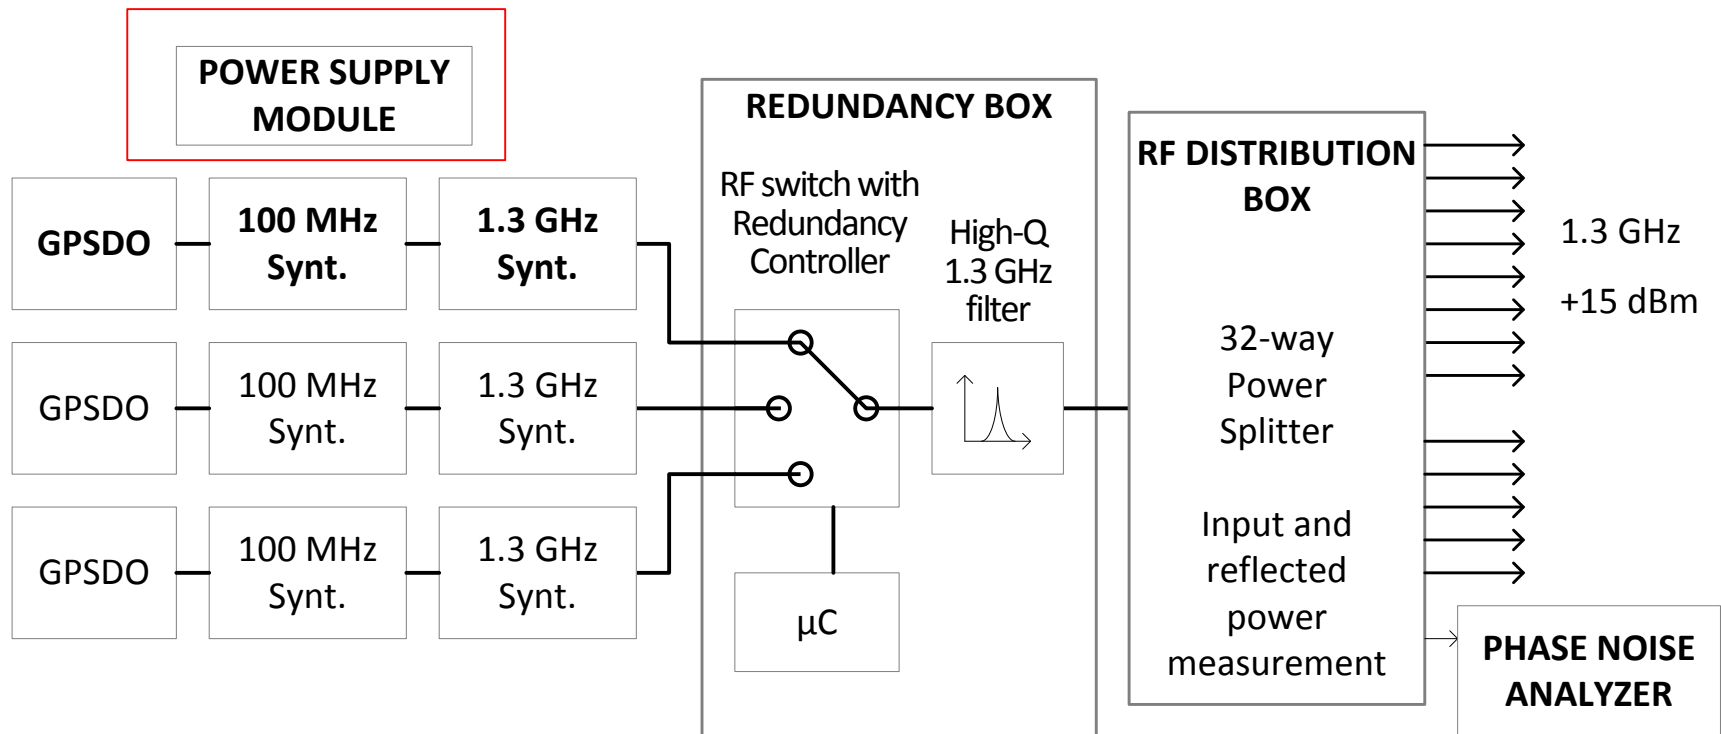 POWER SUPPLY
MODULE
GPSDO
100 MHz
Synt.
1.3 GHz
Synt.
GPSDO
100 MHz
Synt.
1.3 GHz
Synt.
GPSDO
100 MHz
Synt.
1.3 GHz
Synt.
REDUNDANCY BOX
RF switch with
Redundancy
Controller
High-Q
1.3 GHz
filter
µC
RF DISTRIBUTION
BOX
32-way
Power
Splitter
Input and
reflected
power
measurement
1.3 GHz
+15 dBm
PHASE NOISE
ANALYZER